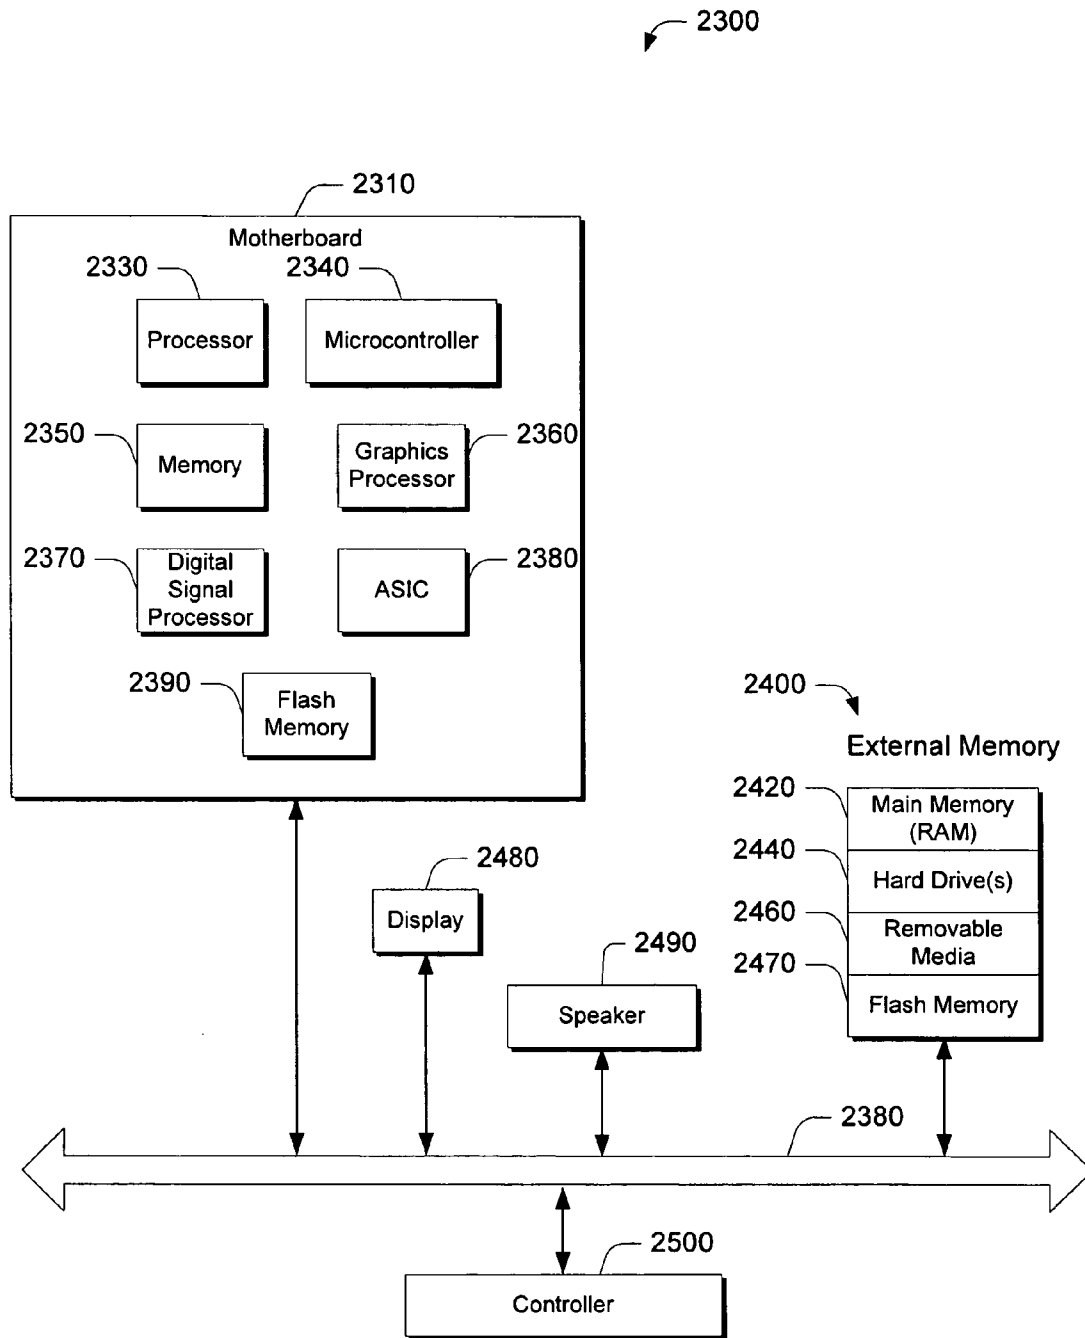 2300
2310
Motherboard
2330
2340
Processor
Microcontroller
2350
Memory
Graphics
Processor
2360
2370
Digital
Signal
Processor
ASIC
2380
2390
Flash
Memory
2400
External Memory
2420
Main Memory
(RAM)
2440
Hard Drive(s)
2460
Removable
Media
2470
Flash Memory
2480
Display
2490
Speaker
2380
2500
Controller